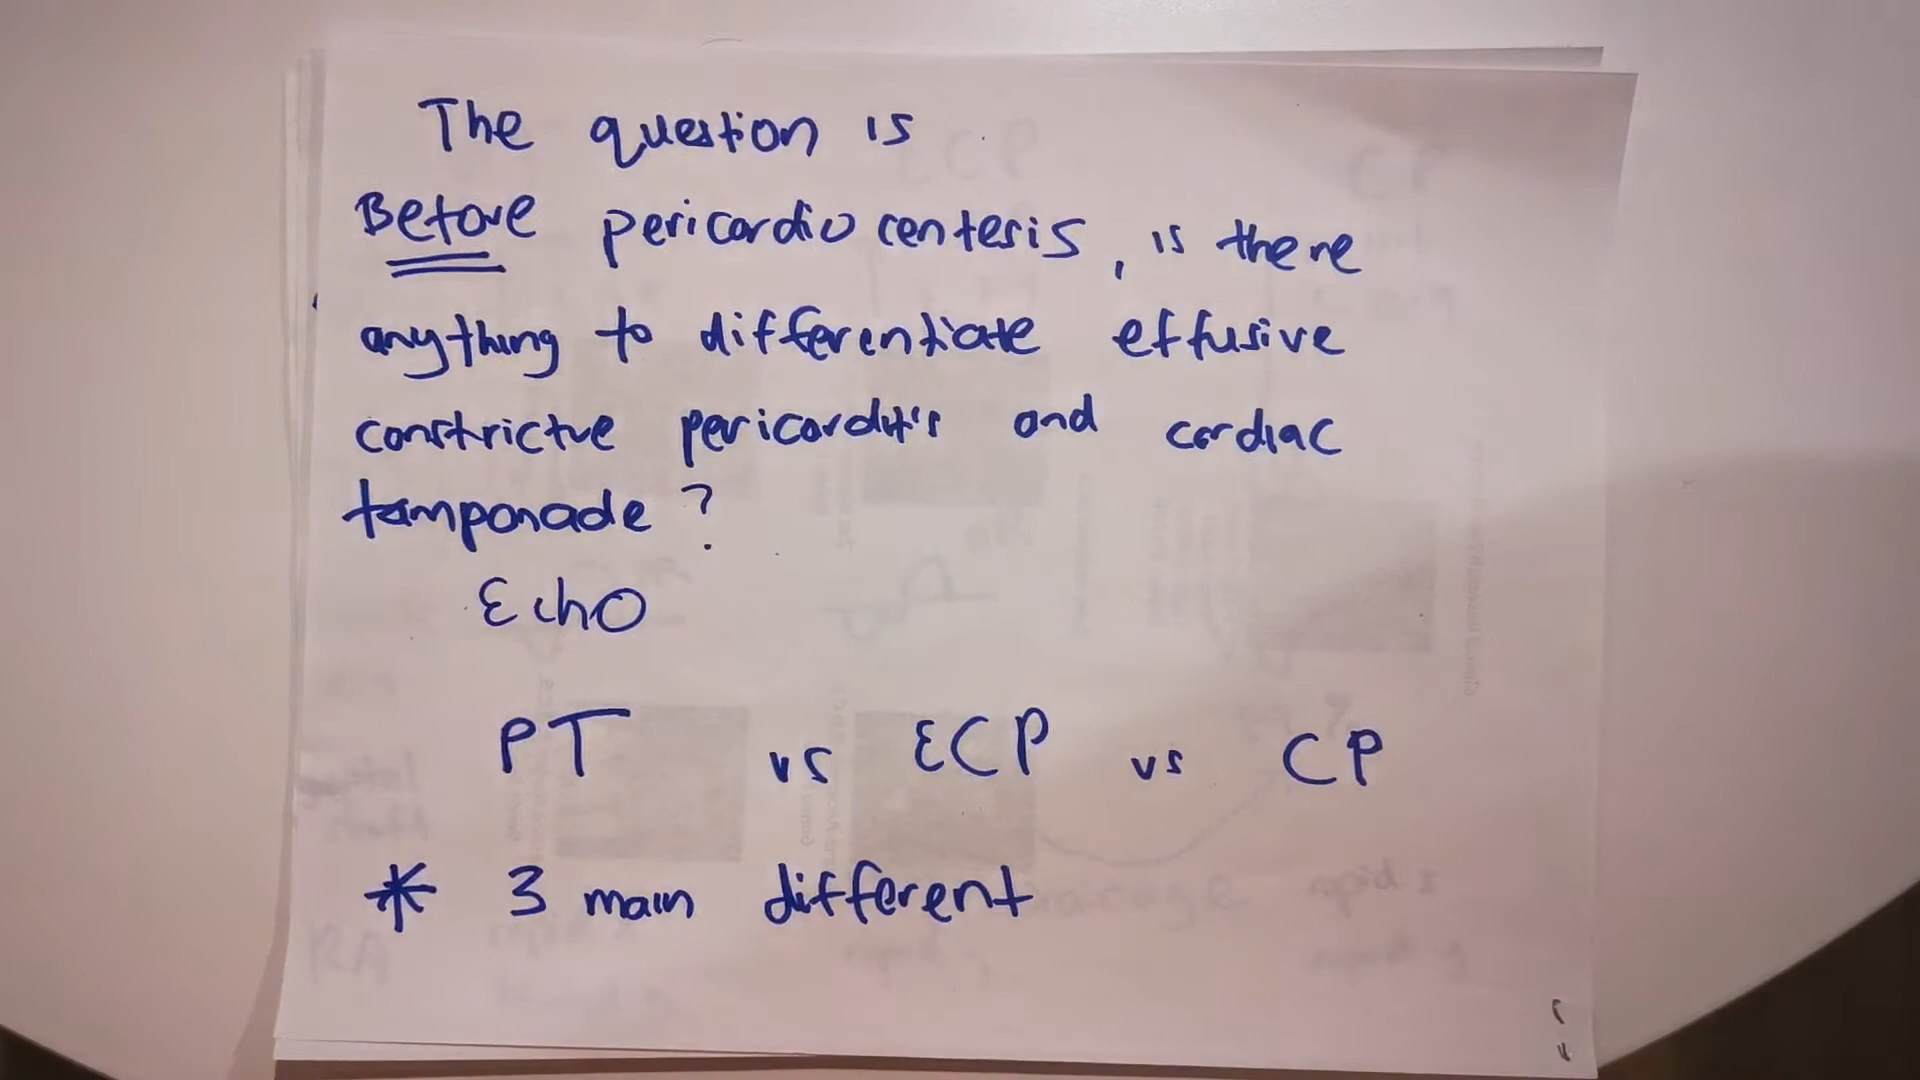 The question is
Before pericardiocentesis, is there
anything to differentiate effusive
constrictive pericarditis and cardiac
tamponade?
Echo
PT vs ECP vs CP
* 3 main different